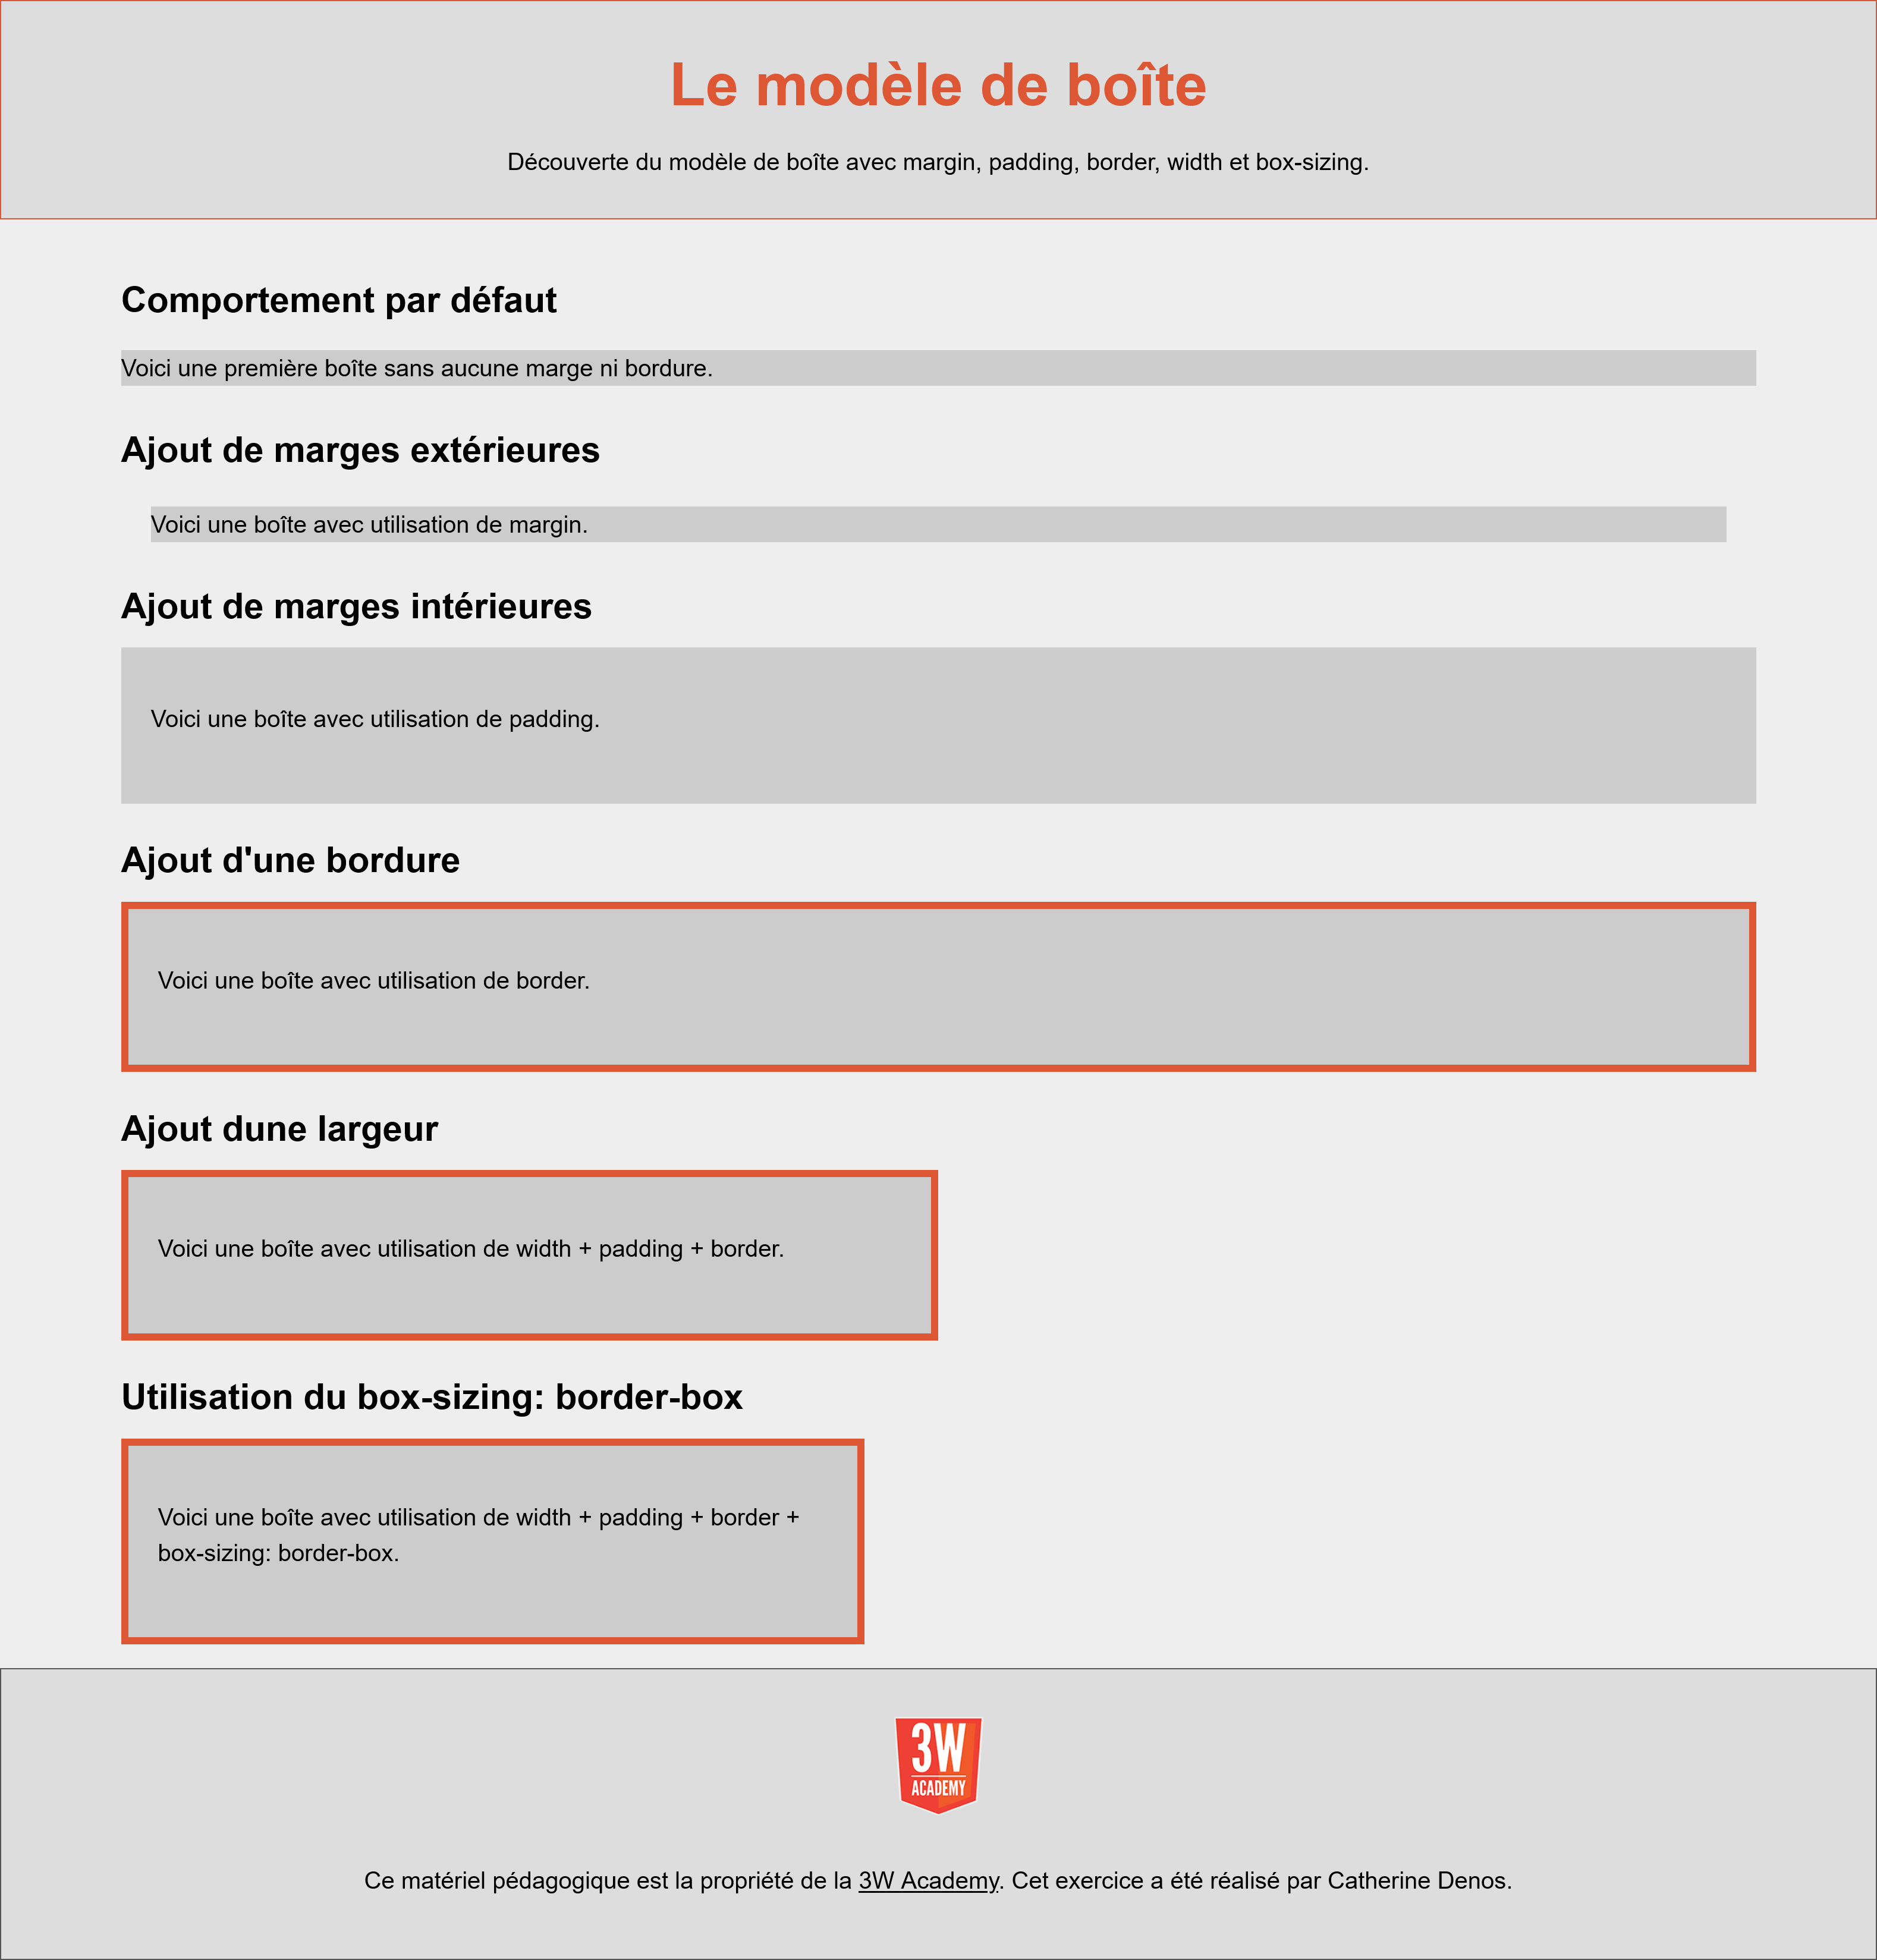 Le modèle de boîte
Découverte du modèle de boîte avec margin, padding, border, width et box-sizing.
Comportement par défaut
Voici une première boîte sans aucune marge ni bordure.
Ajout de marges extérieures
Voici une boîte avec utilisation de margin.
Ajout de marges intérieures
Voici une boîte avec utilisation de padding.
Ajout d'une bordure
Voici une boîte avec utilisation de border.
Ajout dune largeur
Voici une boîte avec utilisation de width + padding + border.
Utilisation du box-sizing: border-box
Voici une boîte avec utilisation de width + padding + border +
box-sizing: border-box.
3W
ACADEMY
Ce matériel pédagogique est la propriété de la 3W Academy. Cet exercice a été réalisé par Catherine Denos.